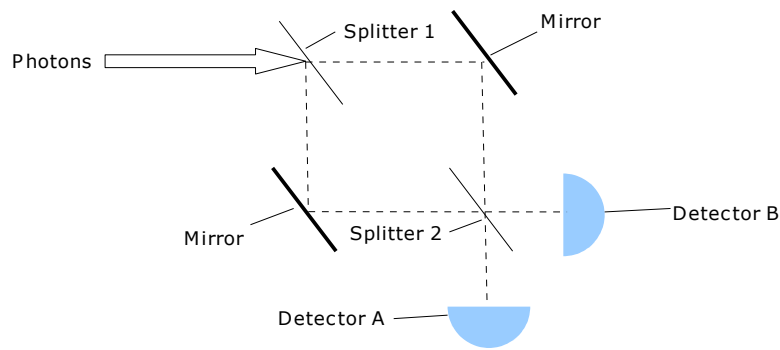 Splitter 1
Mirror
Photons
Mirror
Splitter 2
Detector B
Detector A